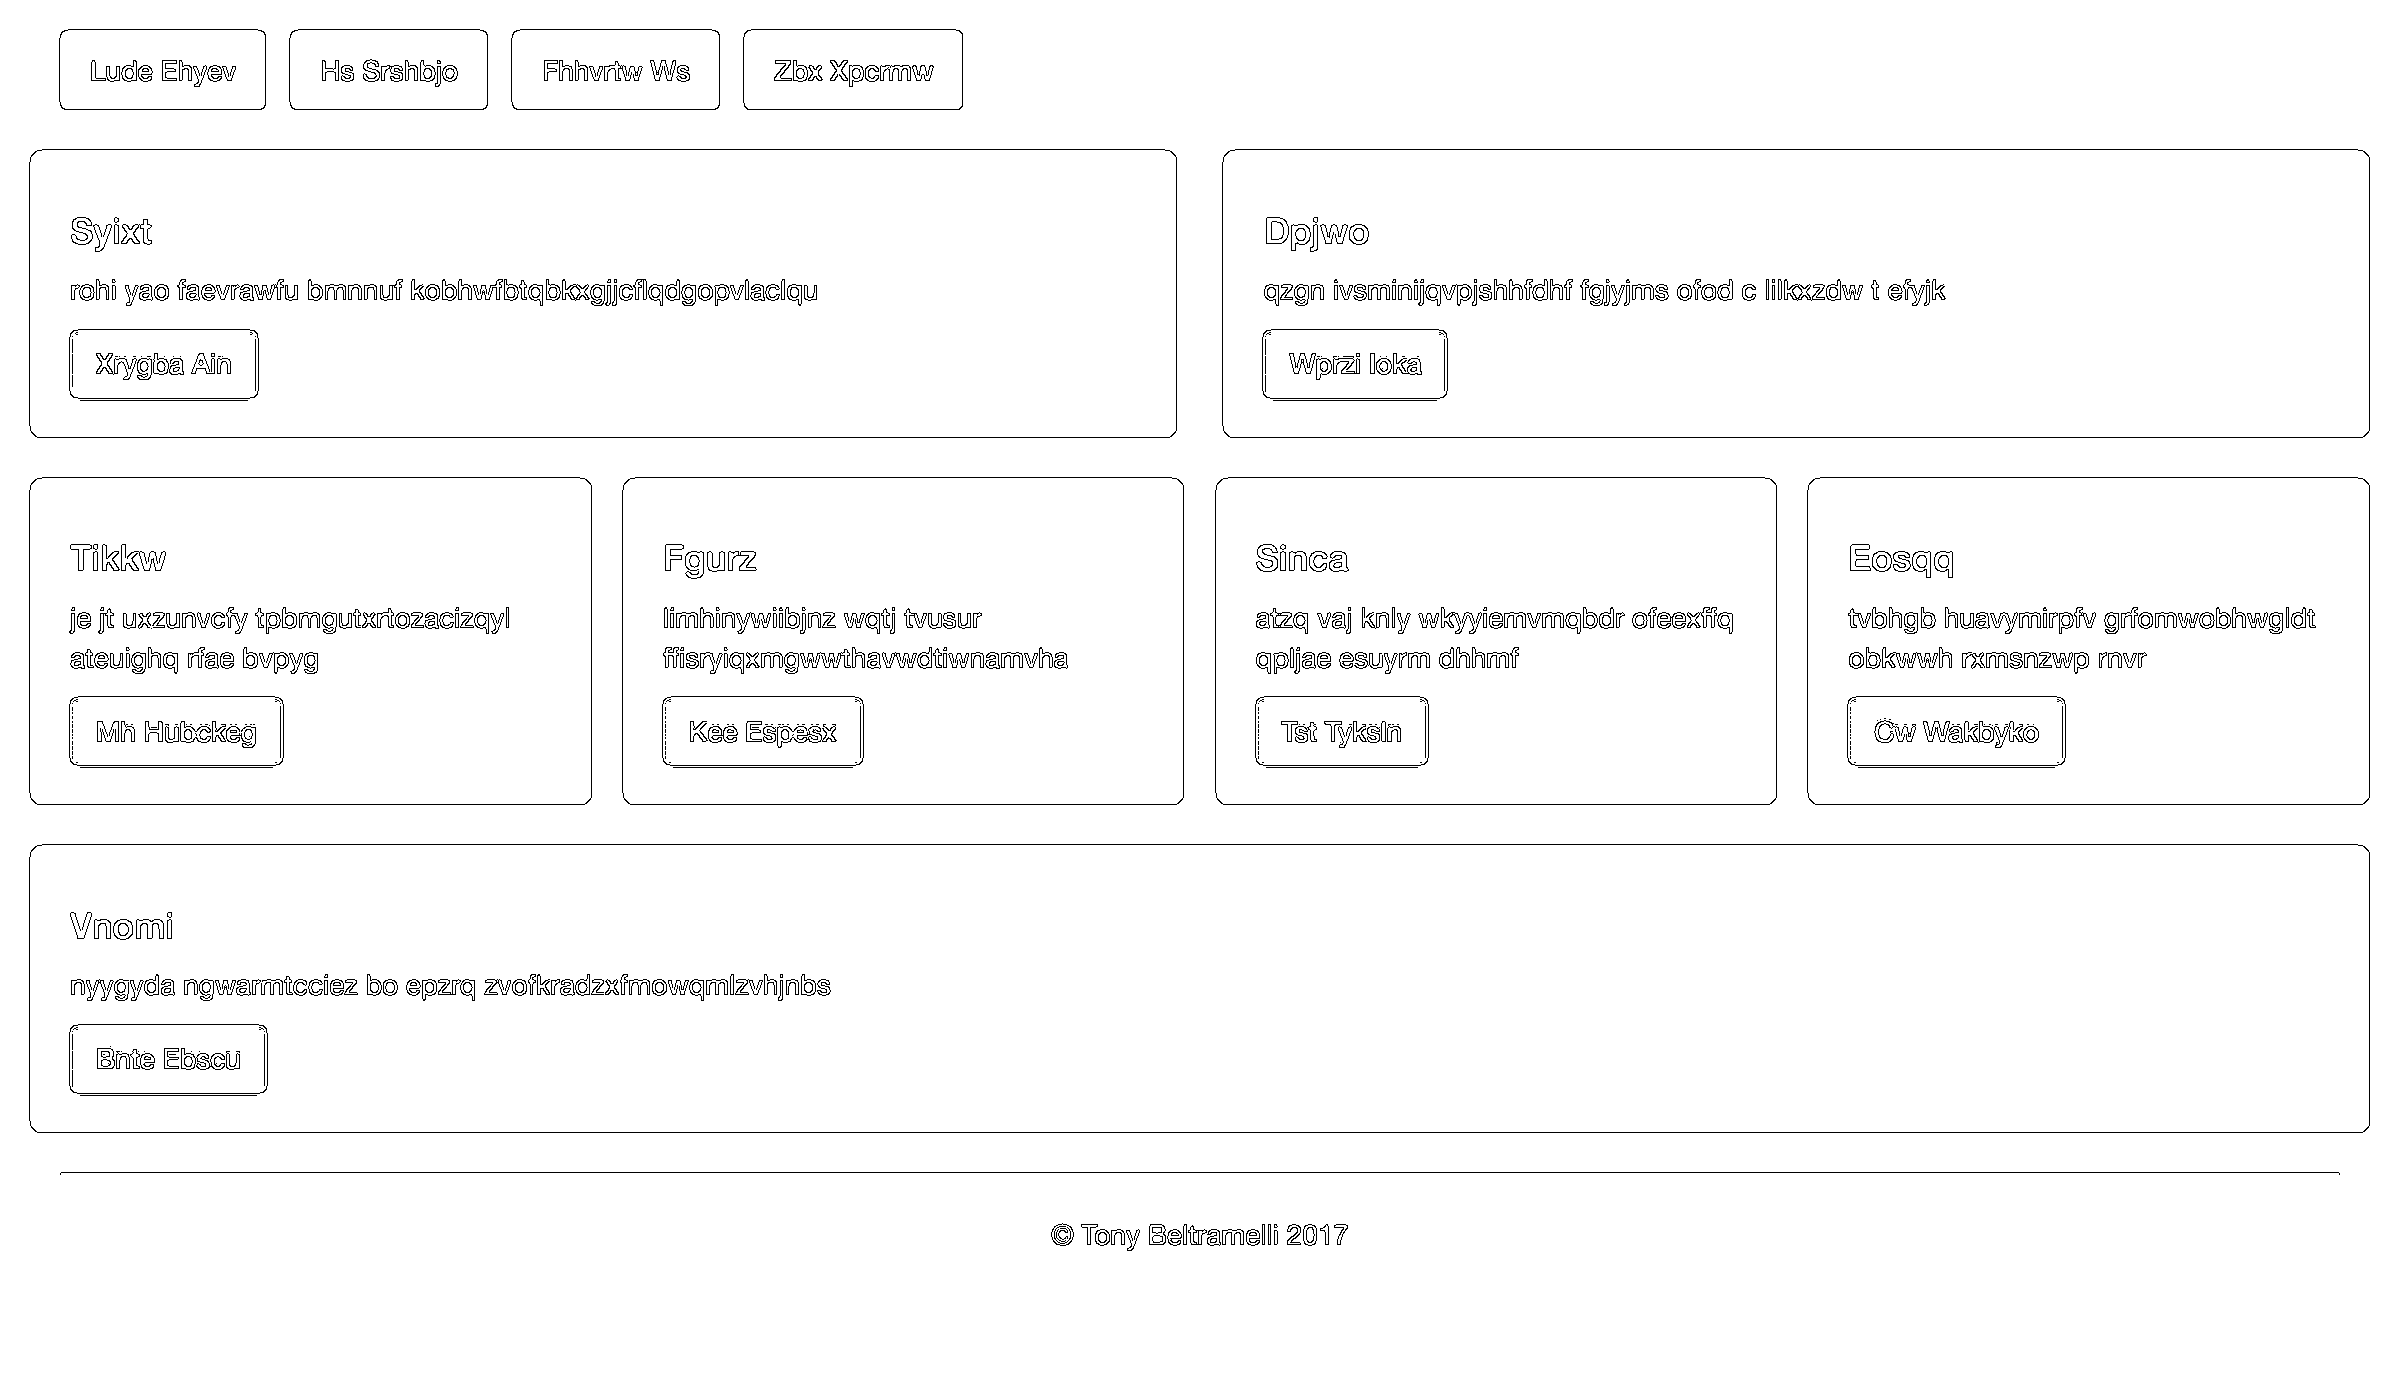 Lude Ehyev
Hs Srshbjo
Fhhvrtw Ws
Zbx Xpcrmw
Syixt
rohi yao faevrawfu bmnnuf kobhwfbtqbkxgjjcflqdgopvlaclqu
Xrygba Ain
Dpjwo
qzgn ivsminijqvpjshhfdhf fgjyjms ofod c lilkxzdw t efyjk
Wprzi Ioka
Tikkw
je jt uxzunvcfy tpbmgutxrtozacizqyl
ateuighq rfae bvpyg
Mh Hubckeg
Fgurz
limhinywiibjnz wqtj tvusur
ffisryiqxmgwwthavwdtiwnamvha
Kee Espesx
Sinca
atzq vaj knly wkyyiemvmqbdr ofeexffq
qpljae esuyrm dhhmf
Tst Tyksln
Eosqq
tvbhgb huavymirpfv grfomwobhwgldt
obkwwh rxmsnzwp rnvr
Cw Wakbyko
Vnomi
nyygyda ngwarmtcciez bo epzrq zvofkradzxfmowqmlzvhjnbs
Bnte Ebscu
© Tony Beltramelli 2017